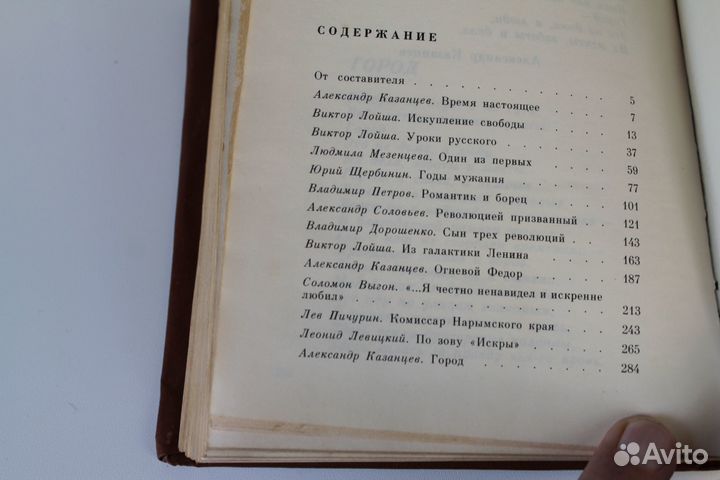 СОДЕРЖАНИЕ
От составителя . . . . . . . . . . . 5
Александр Казанцев. Время настоящее . . . . 7
Виктор Лойша. Искупление свободы . . . . 13
Виктор Лойша. Уроки русского . . . . . 37
Людмила Мезенцева. Один из первых . . . . 59
Юрий Щербинин. Годы мужания . . . . . 77
Владимир Петров. Романтик и борец . . . . 101
Александр Соловьев. Революцией призванный . . 121
Владимир Дорошенко. Сын трех революций . . 143
Виктор Лойша. Из галактики Ленина . . . . 163
Александр Казанцев. Огневой Федор . . . . 187
Соломон Выгон. «...Я честно ненавидел и искренне
любил» . . . . . . . . . . . . 213
Лев Пичурин. Комиссар Нарымского края . . . 243
Леонид Левицкий. По зову «Искры» . . . . 265
Александр Казанцев. Город . . . . . . 284
Avito